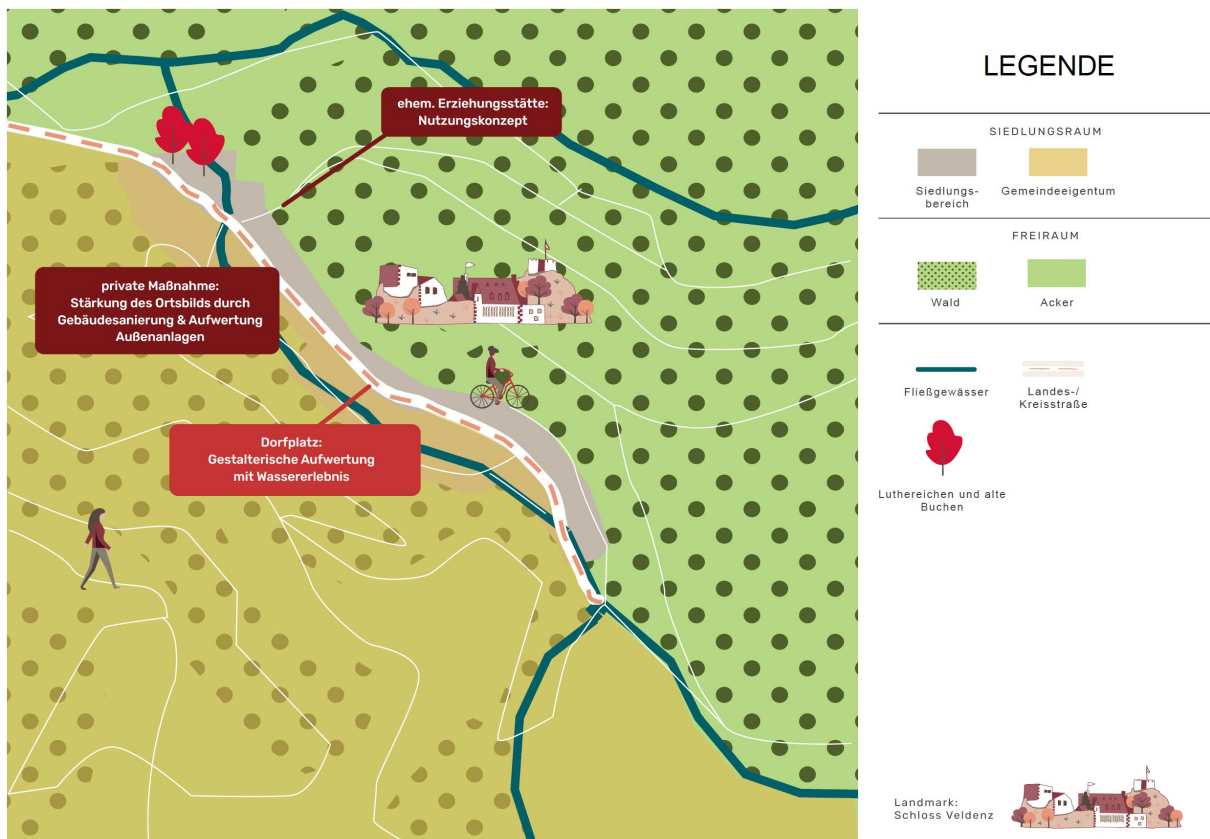 ehem. Erziehungsstätte:
Nutzungskonzept
private Maßnahme:
Stärkung des Ortsbilds durch
Gebäudesanierung & Aufwertung
Außenanlagen
Dorfplatz:
Gestalterische Aufwertung
mit Wassererlebnis
LEGENDE
SIEDLUNGSRAUM
Siedlungs-
bereich
Gemeindeeigentum
FREIRAUM
Wald
Acker
Fließgewässer
Landes-/
Kreisstraße
Luthereichen und alte
Buchen
Landmark:
Schloss Veldenz